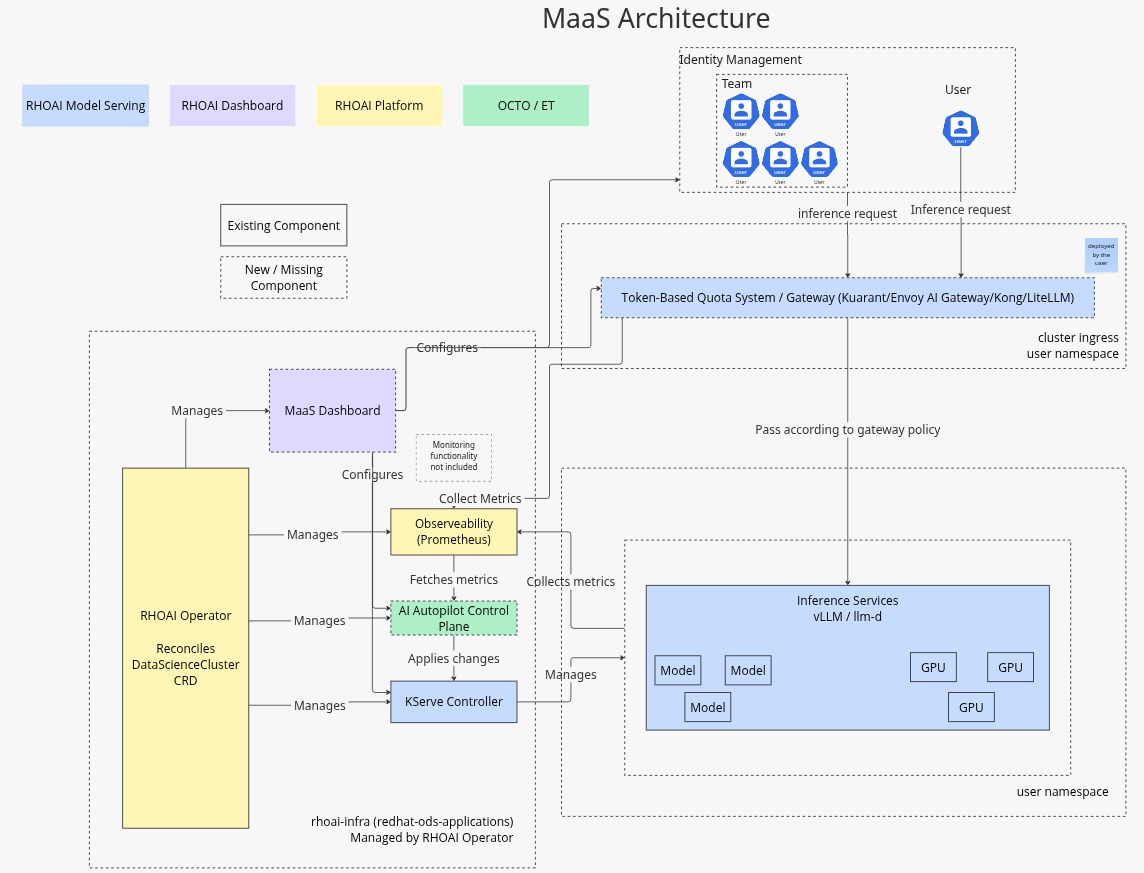 MaaS Architecture
RHOAI Model Serving
RHOAI Dashboard
RHOAI Platform
OCTO / ET
Existing Component
New / Missing
Component
Identity Management
Team
user
User
user
User
user
User
user
User
user
User
User
user
inference request
Inference request
deployed
by the
user
Token-Based Quota System / Gateway (Kuarant/Envoy AI Gateway/Kong/LiteLLM)
cluster ingress
user namespace
Configures
Manages
MaaS Dashboard
Configures
Monitoring
functionality
not included
Collect Metrics
Pass according to gateway policy
RHOAI Operator
Reconciles
DataScienceCluster
CRD
Manages
Observeability
(Prometheus)
Fetches metrics
Collects metrics
Manages
AI Autopilot Control
Plane
Applies changes
Manages
Manages
KServe Controller
Inference Services
vLLM / llm-d
Model
Model
Model
GPU
GPU
GPU
user namespace
rhoai-infra (redhat-ods-applications)
Managed by RHOAI Operator